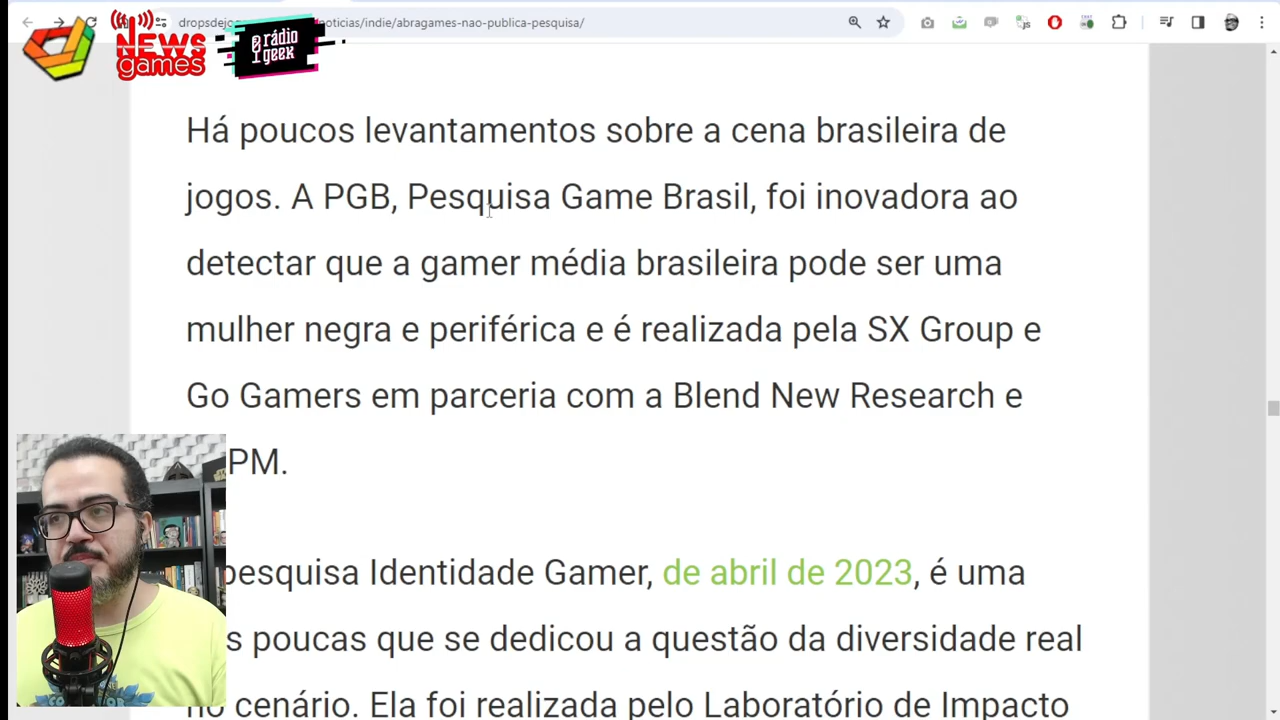 dropsdejo
noticias/indie/abragames-nao-publica-pesquisa/
NEWS
games
rádio
geek
Há poucos levantamentos sobre a cena brasileira de
jogos. A PGB, Pesquisa Game Brasil, foi inovadora ao
detectar que a gamer média brasileira pode ser uma
mulher negra e periférica e é realizada pela SX Group e
Go Gamers em parceria com a Blend New Research e
PM.
pesquisa Identidade Gamer, de abril de 2023, é uma
s poucas que se dedicou a questão da diversidade real
no cenário. Ela foi realizada pelo Laboratório de Impacto